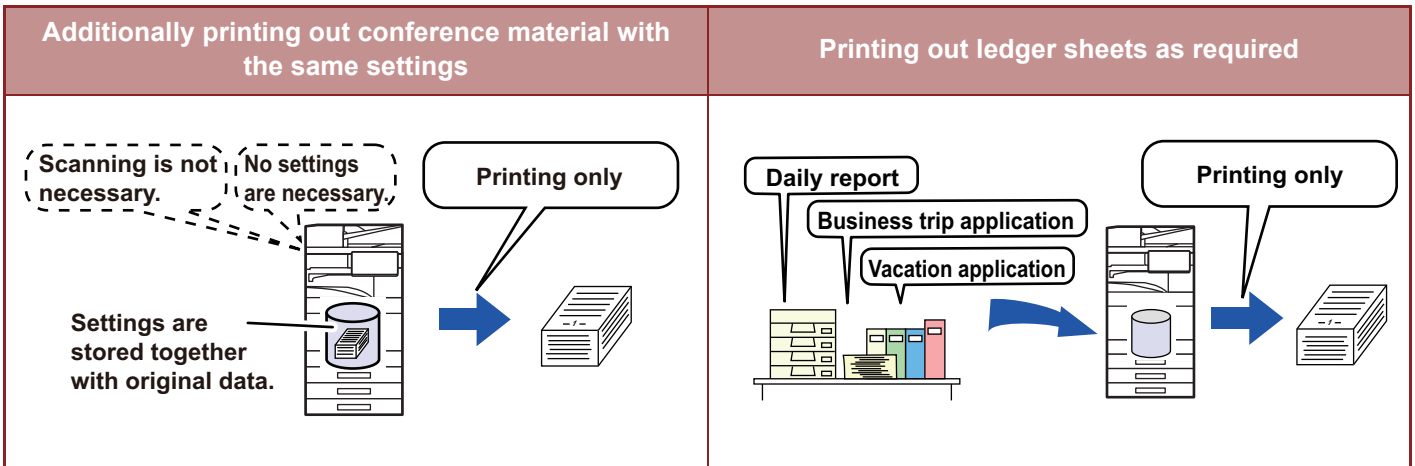 Additionally printing out conference material with
the same settings
Printing out ledger sheets as required
Scanning is not
necessary.
No settings
are necessary.
Printing only
Settings are
stored together
with original data.
-1-
Daily report
Business trip application
Vacation application
Printing only
-1-